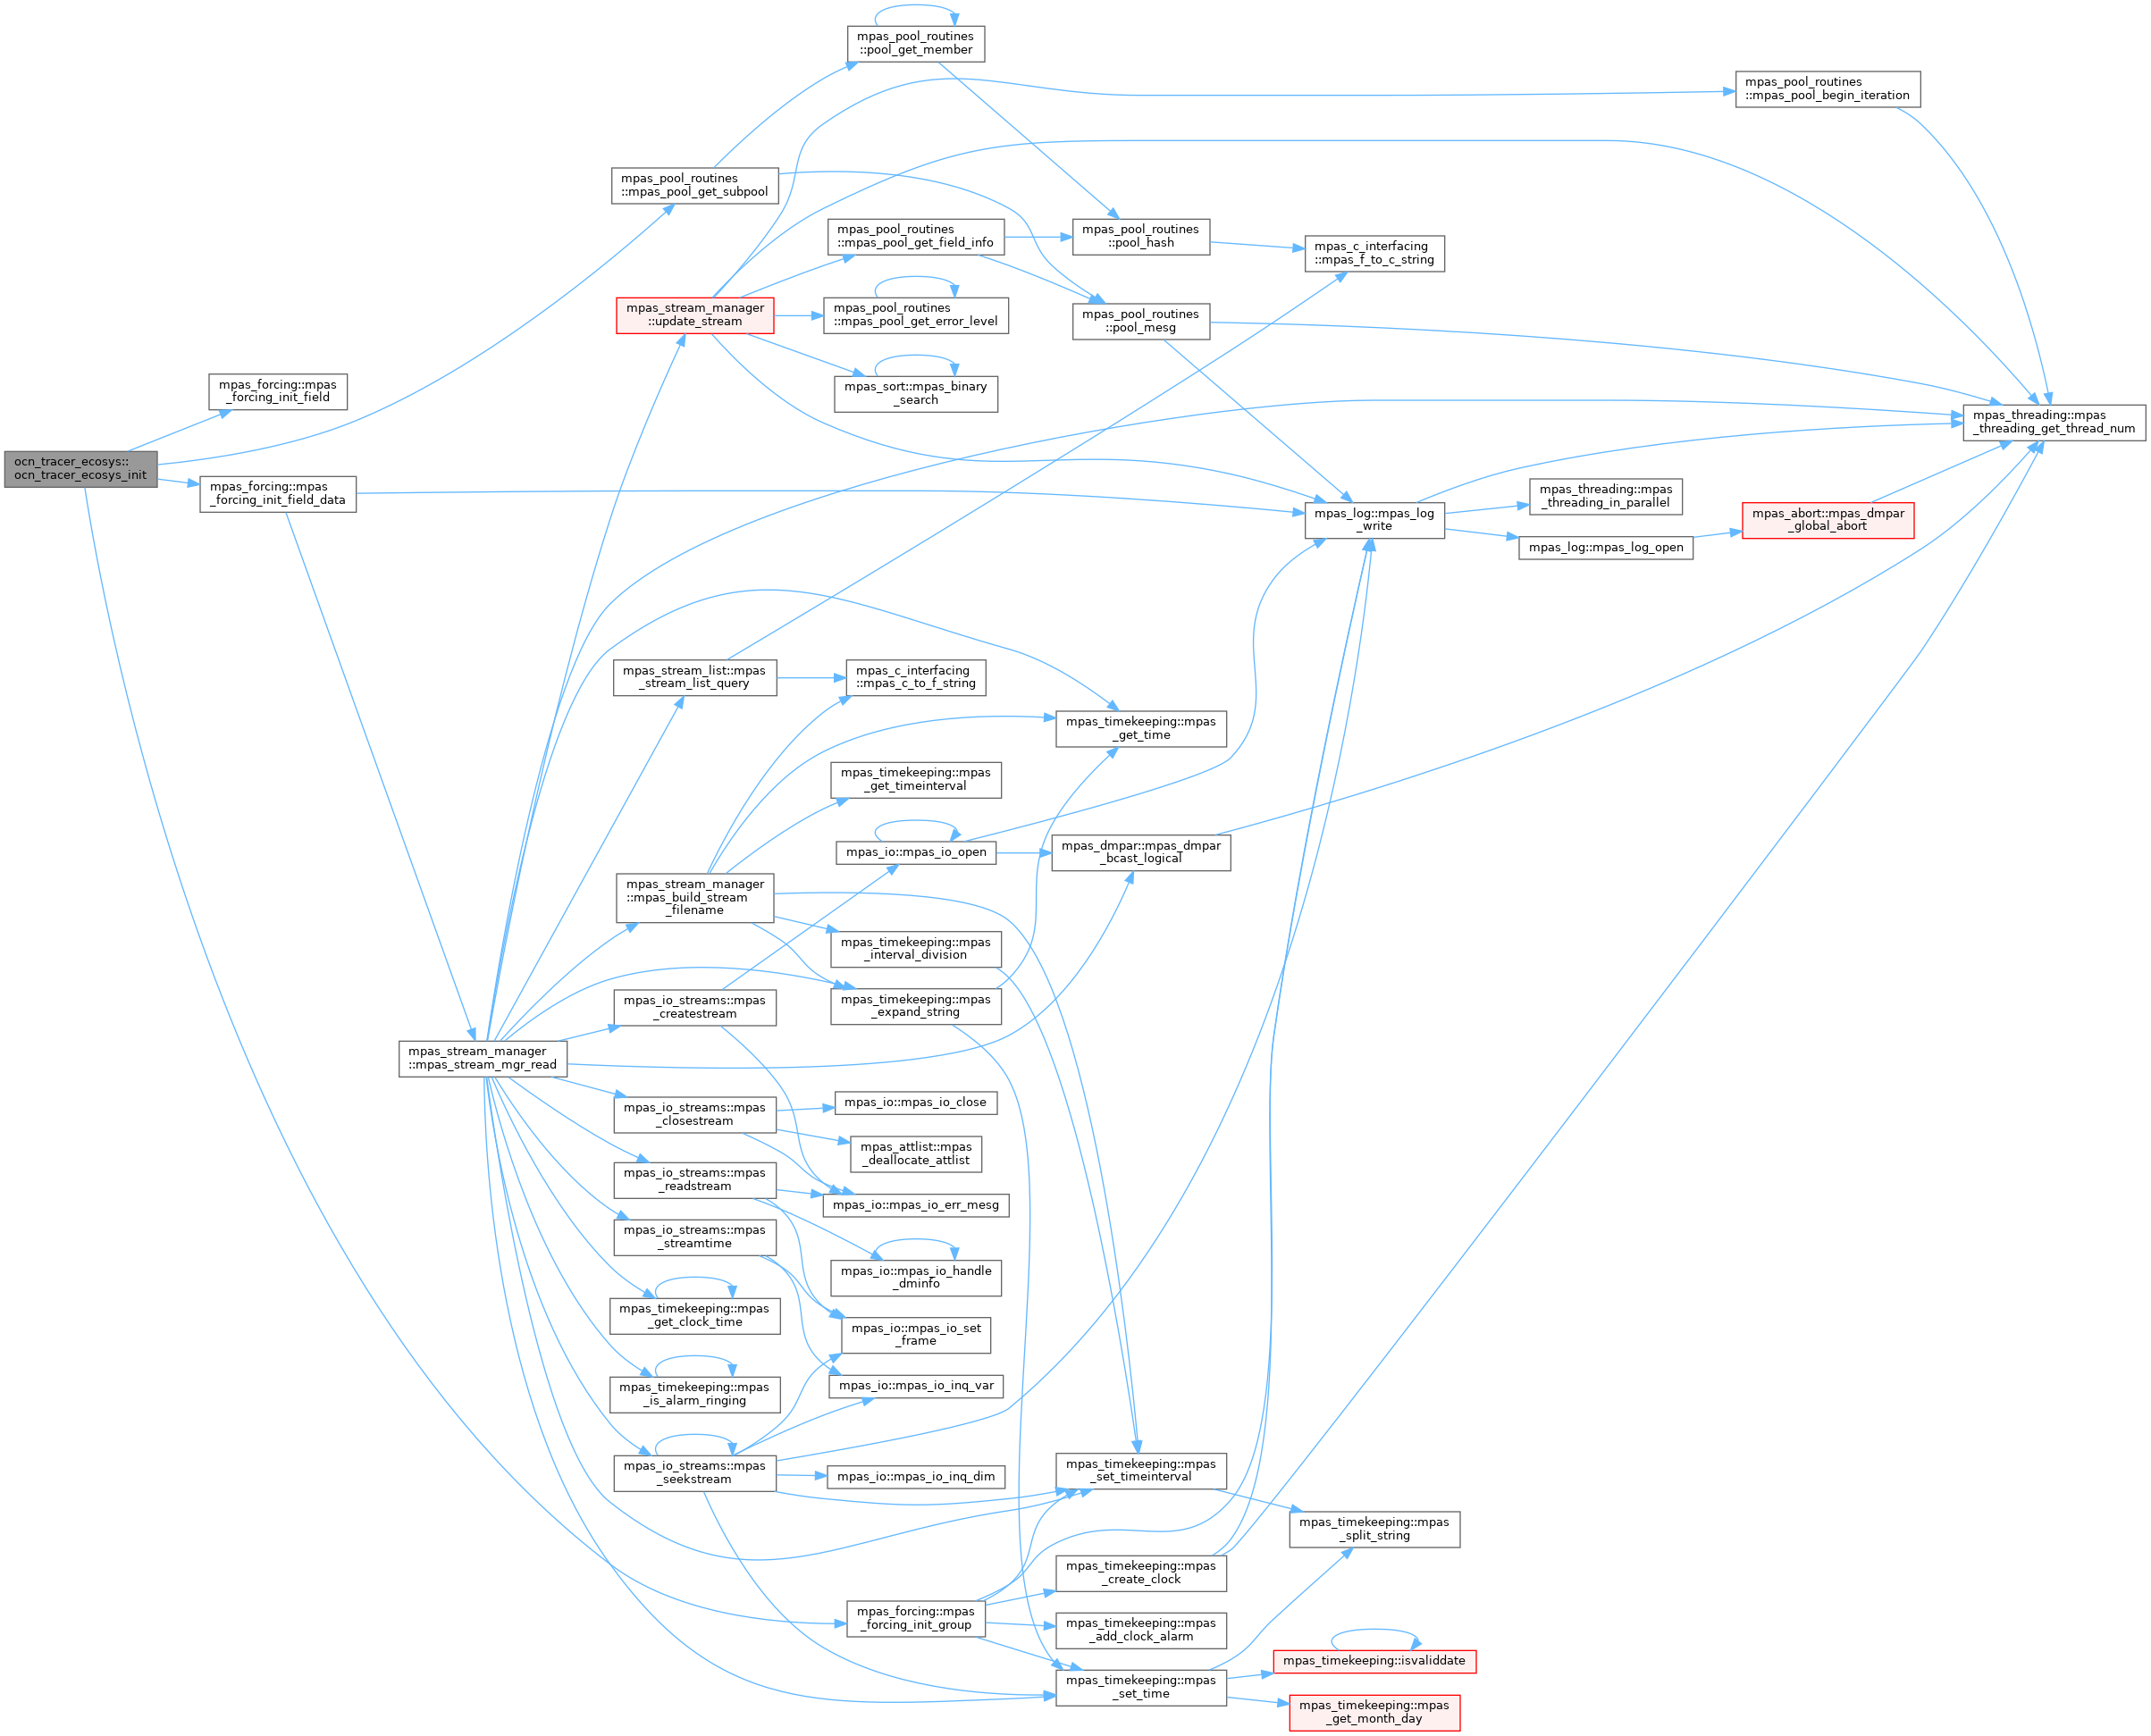 mpas_pool_routines
::pool_get_member
mpas_pool_routines
::mpas_pool_begin_iteration
mpas_pool_routines
::mpas_pool_get_subpool
mpas_pool_routines
::mpas_pool_get_field_info
mpas_pool_routines
::pool_hash
mpas_c_interfacing
::mpas_f_to_c_string
mpas_stream_manager
::update_stream
mpas_pool_routines
::mpas_pool_get_error_level
mpas_pool_routines
::pool_mesg
mpas_forcing::mpas
_forcing_init_field
mpas_sort::mpas_binary
_search
mpas_threading::mpas
_threading_get_thread_num
ocn_tracer_ecosys::
ocn_tracer_ecosys_init
mpas_forcing::mpas
_forcing_init_field_data
mpas_log::mpas_log
_write
mpas_threading::mpas
_threading_in_parallel
mpas_log::mpas_log_open
mpas_abort::mpas_dmpar
_global_abort
mpas_stream_list::mpas
_stream_list_query
mpas_c_interfacing
::mpas_c_to_f_string
mpas_timekeeping::mpas
_get_time
mpas_timekeeping::mpas
_get_timeinterval
mpas_io::mpas_io_open
mpas_dmpar::mpas_dmpar
_bcast_logical
mpas_stream_manager
::mpas_build_stream
_filename
mpas_timekeeping::mpas
_interval_division
mpas_io_streams::mpas
_createstream
mpas_timekeeping::mpas
_expand_string
mpas_stream_manager
::mpas_stream_mgr_read
mpas_io_streams::mpas
_closestream
mpas_io::mpas_io_close
mpas_attlist::mpas
_deallocate_attlist
mpas_io_streams::mpas
_readstream
mpas_io::mpas_io_err_mesg
mpas_io_streams::mpas
_streamtime
mpas_io::mpas_io_handle
_dminfo
mpas_timekeeping::mpas
_get_clock_time
mpas_io::mpas_io_set
_frame
mpas_timekeeping::mpas
_is_alarm_ringing
mpas_io::mpas_io_inq_var
mpas_io_streams::mpas
_seekstream
mpas_io::mpas_io_inq_dim
mpas_timekeeping::mpas
_set_timeinterval
mpas_timekeeping::mpas
_split_string
mpas_timekeeping::mpas
_create_clock
mpas_forcing::mpas
_forcing_init_group
mpas_timekeeping::mpas
_add_clock_alarm
mpas_timekeeping::mpas
_set_time
mpas_timekeeping::isvaliddate
mpas_timekeeping::mpas
_get_month_day